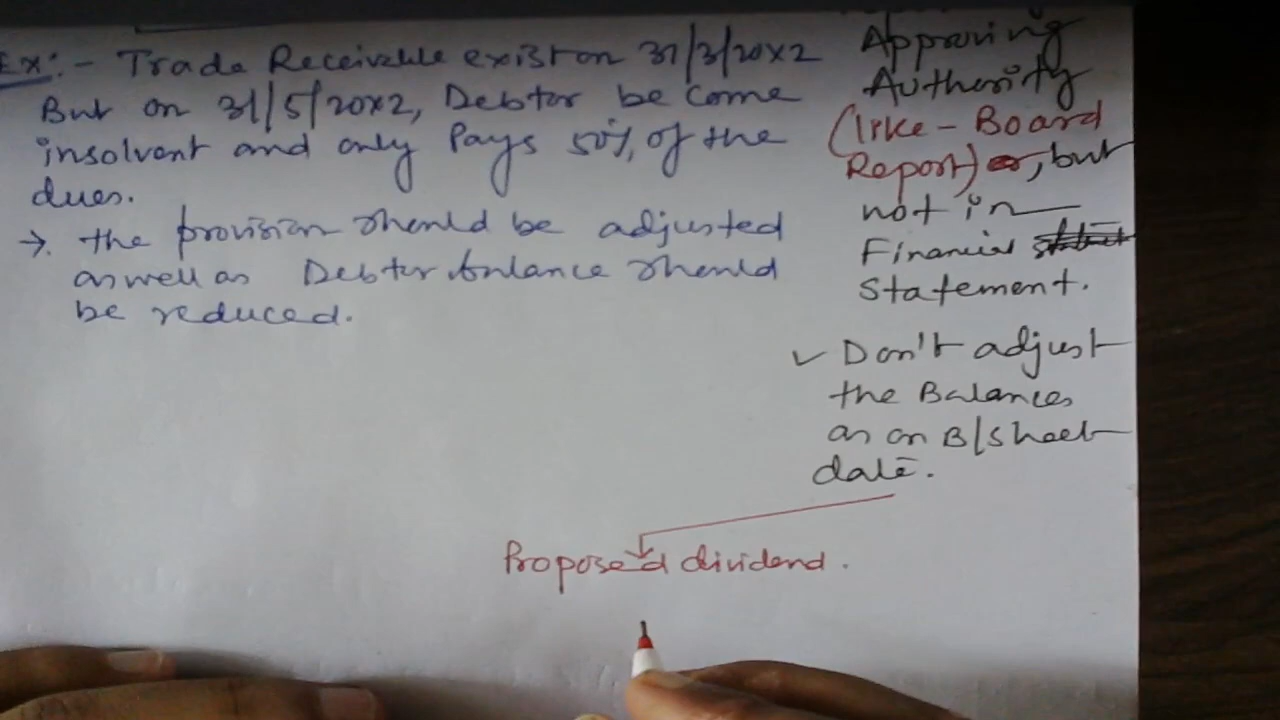 Ex:- Trade Receivable exist on 31/3/20x2
But on 31/5/20x2, Debtor become
insolvent and only Pays 50% of the
dues.
→ the provision should be adjusted
as well as Debtor balance should
be reduced.
Approving
Authority
(like - Board
Report), but
not in
Financial
Statement.
✓ Don't adjust
the Balances
as on B/Sheet
date.
Proposed dividend.